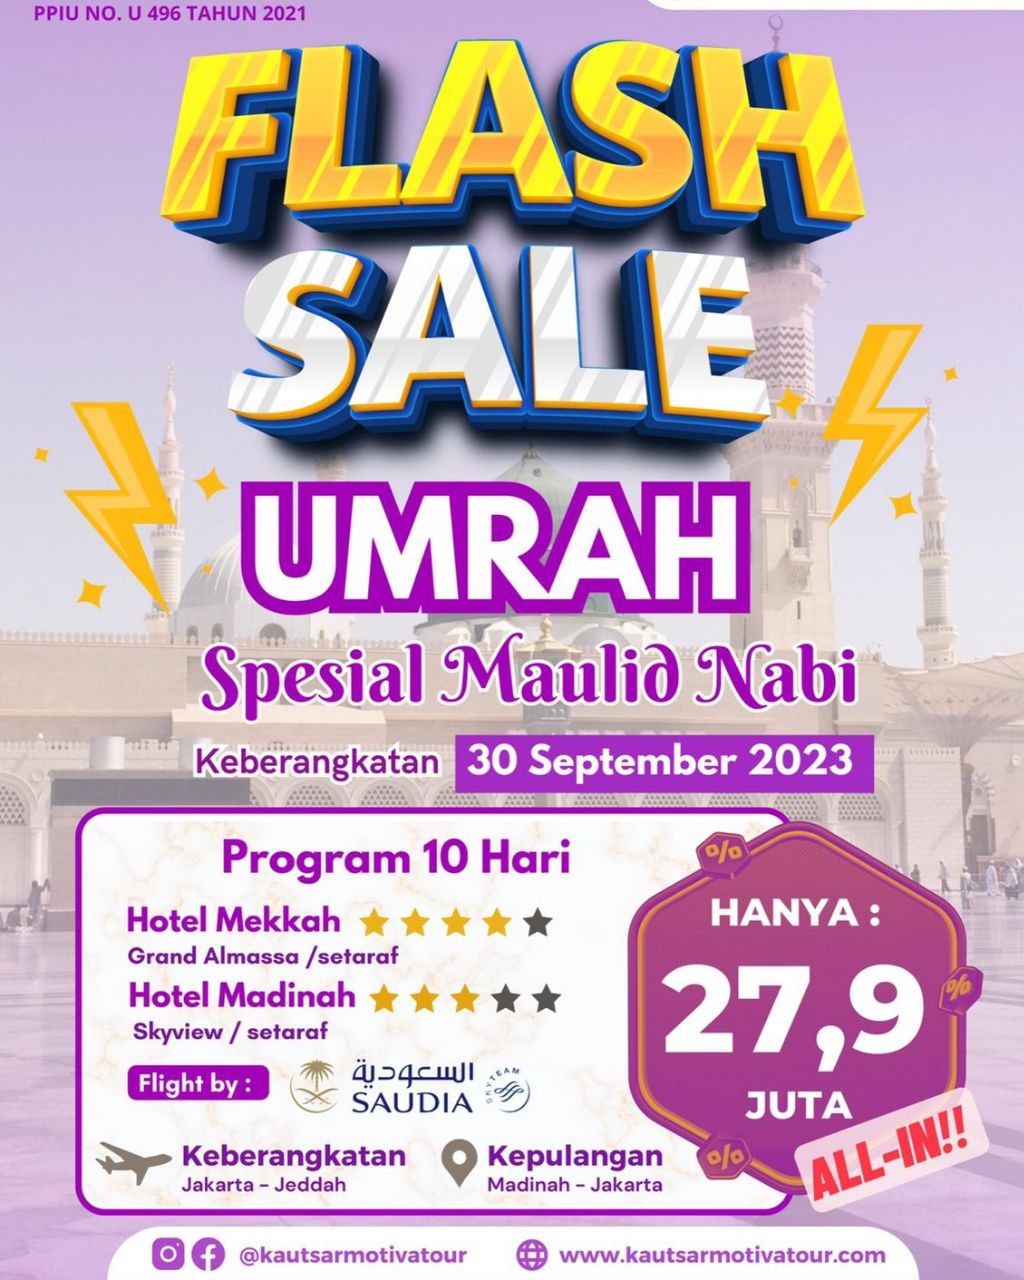 PPIU NO. U 496 TAHUN 2021
FLASH
SALE
UMRAH
Spesial Maulid Nabi
Keberangkatan 30 September 2023
Program 10 Hari
Hotel Mekkah
Grand Almassa /setaraf
Hotel Madinah
Skyview / setaraf
Flight by :
السعودية
SAUDIA
SKYTEAM
Keberangkatan
Jakarta - Jeddah
Kepulangan
Madinah - Jakarta
%
HANYA :
27,9
%
JUTA
%
ALL-IN!!
@kautsarmotivatour
www.kautsarmotivatour.com